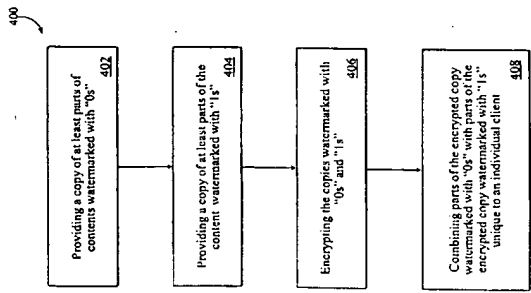 400
Providing a copy of at least parts of
contents watermarked with "0s"
402
Providing a copy of at least parts of the
content watermarked with "1s"
404
Encrypting the copies watermarked with
"0s" and "1s"
406
Combining parts of the encrypted copy
watermarked with "0s" with parts of the
encrypted copy watermarked with "1s"
unique to an individual client
408